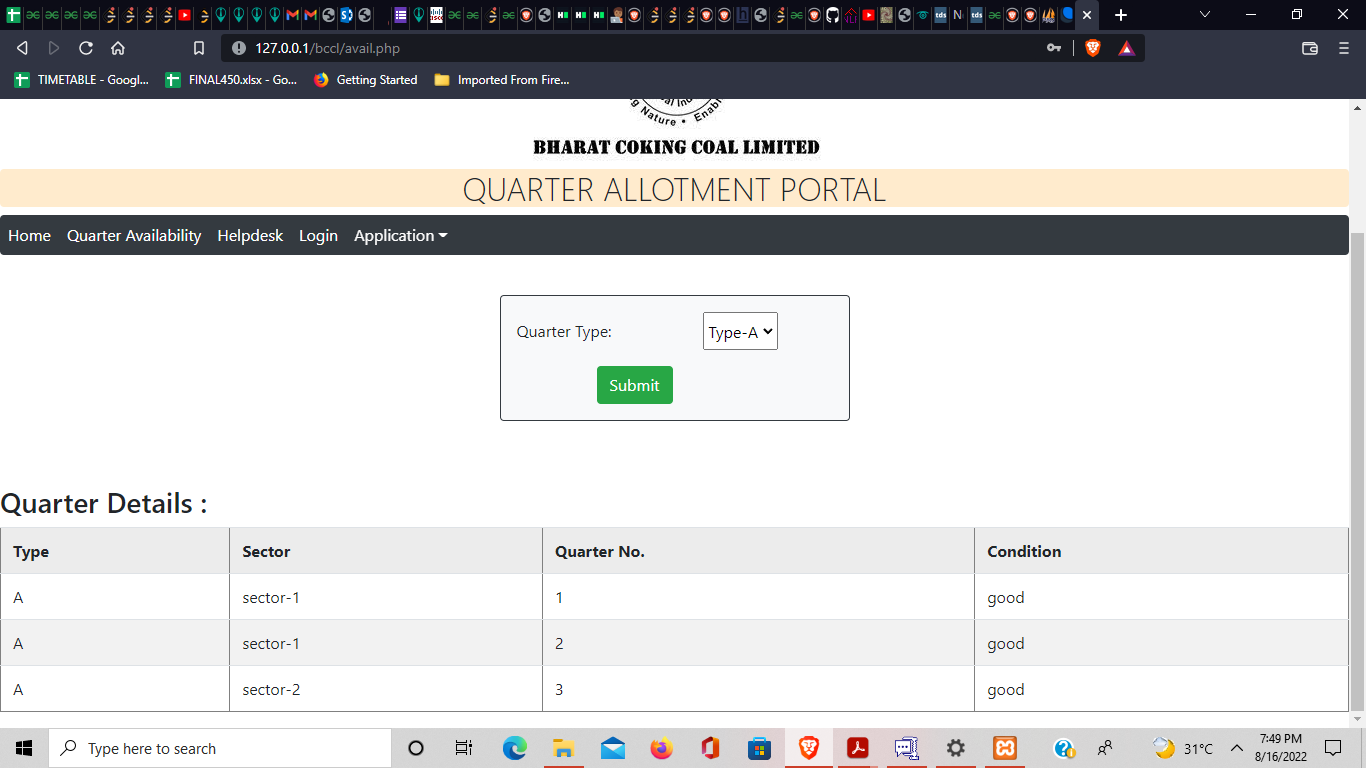 127.0.0.1/bccl/avail.php
TIMETABLE - Googl... FINAL450.xlsx - Go... Getting Started Imported From Fire...
ng Nature • Enabl
BHARAT COKING COAL LIMITED
QUARTER ALLOTMENT PORTAL
Home Quarter Availability Helpdesk Login Application
Quarter Type: Type-A
Submit
Quarter Details :
Type Sector Quarter No. Condition
A sector-1 1 good
A sector-1 2 good
A sector-2 3 good
Type here to search 31°C 7:49 PM
8/16/2022